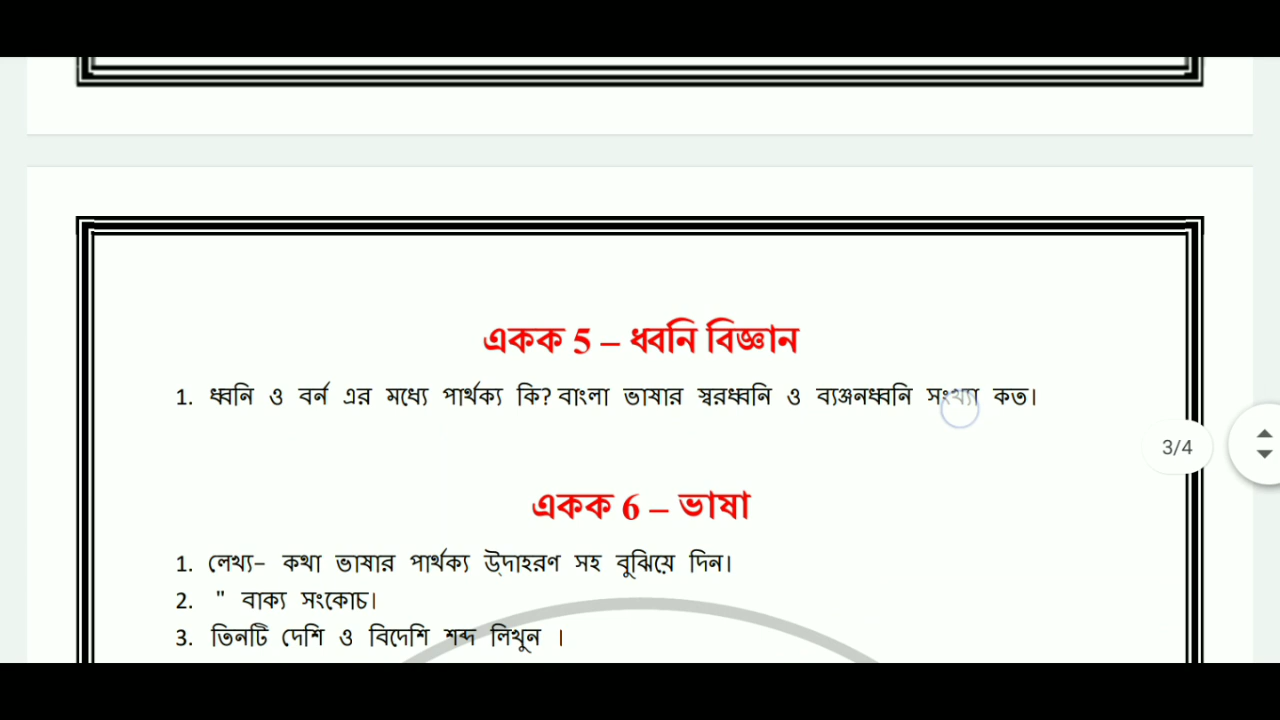 একক 5 – ধ্বনি বিজ্ঞান
1. ধ্বনি ও বর্ন এর মধ্যে পার্থক্য কি? বাংলা ভাষার স্বরধ্বনি ও ব্যঞ্জনধ্বনি সংখ্যা কত।
3/4
একক 6 – ভাষা
1. লেখ্য- কথা ভাষার পার্থক্য উদাহরণ সহ বুঝিয়ে দিন।
2. " বাক্য সংকোচ।
3. তিনটি দেশি ও বিদেশি শব্দ লিখুন ।